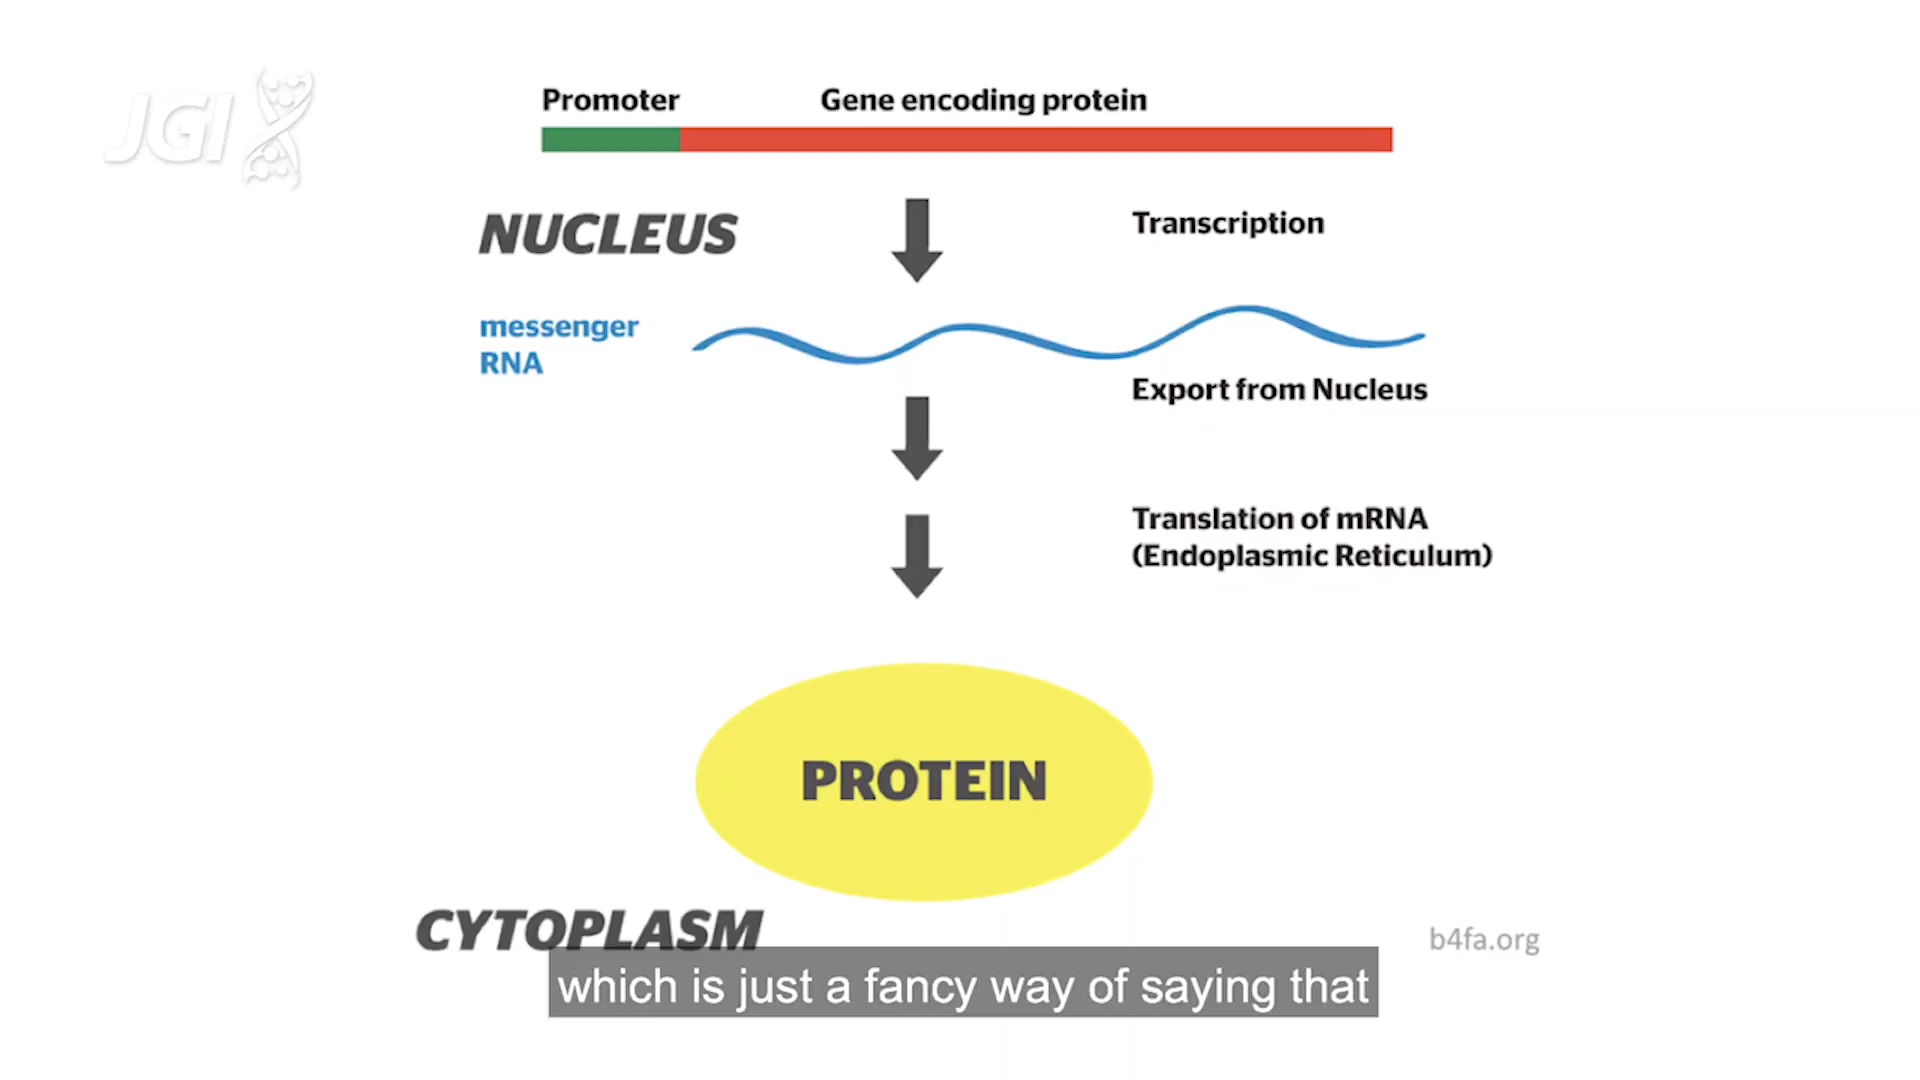 JGI
Promoter
Gene encoding protein
NUCLEUS
Transcription
messenger
RNA
Export from Nucleus
Translation of mRNA
(Endoplasmic Reticulum)
PROTEIN
CYTOPLASM
b4fa.org
which is just a fancy way of saying that